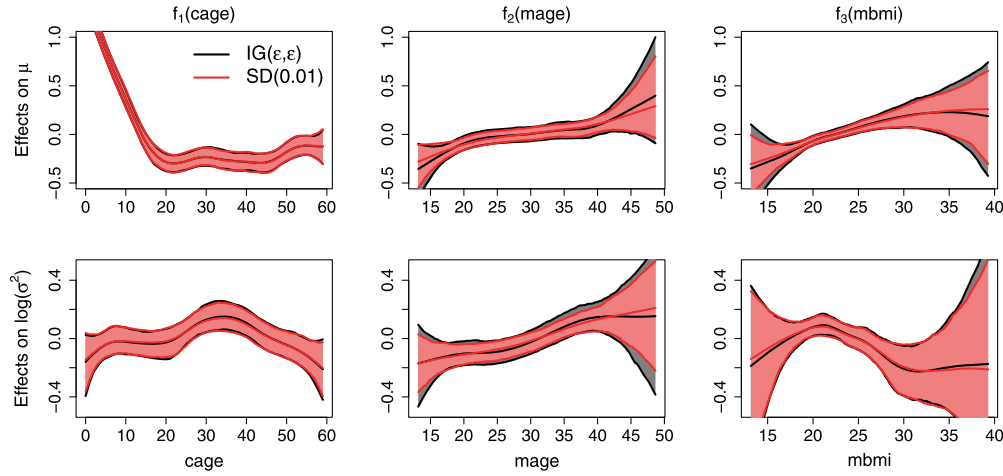 f₁(cage) f₂(mage) f₃(mbmi)
Effects on μ
1.0 0.5 0.0 −0.5
IG(ε,ε)
SD(0.01)
0 10 20 30 40 50 60
1.0 0.5 0.0 −0.5
15 20 25 30 35 40 45 50
1.0 0.5 0.0 −0.5
15 20 25 30 35 40
Effects on log(σ²)
0.4 0.0 −0.4
0 10 20 30 40 50 60
cage
0.4 0.0 −0.4
15 20 25 30 35 40 45 50
mage
0.4 0.0 −0.4
15 20 25 30 35 40
mbmi